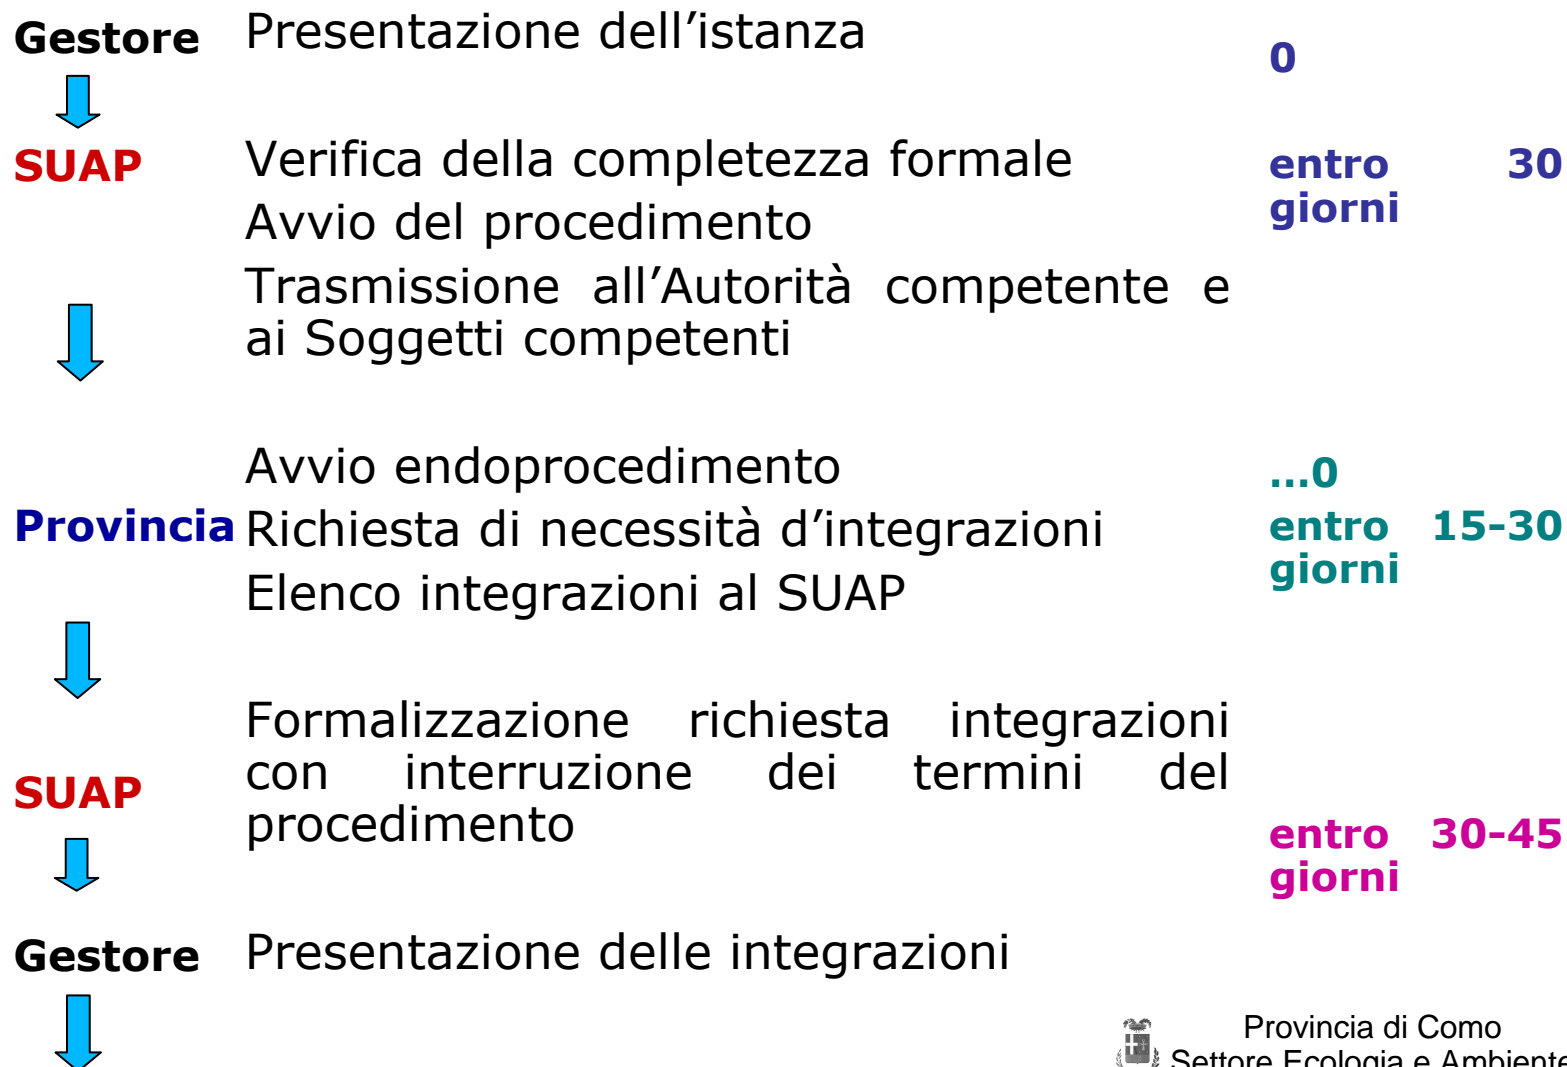 Gestore Presentazione dell’istanza 0
SUAP Verifica della completezza formale entro 30
giorni
Avvio del procedimento
Trasmissione all’Autorità competente e
ai Soggetti competenti
Avvio endoprocedimento …0
Provincia Richiesta di necessità d’integrazioni entro 15-30
giorni
Elenco integrazioni al SUAP
Formalizzazione richiesta integrazioni
con interruzione dei termini del
SUAP
procedimento entro 30-45
giorni
Gestore Presentazione delle integrazioni
Provincia di Como
Settore Ecologia e Ambiente